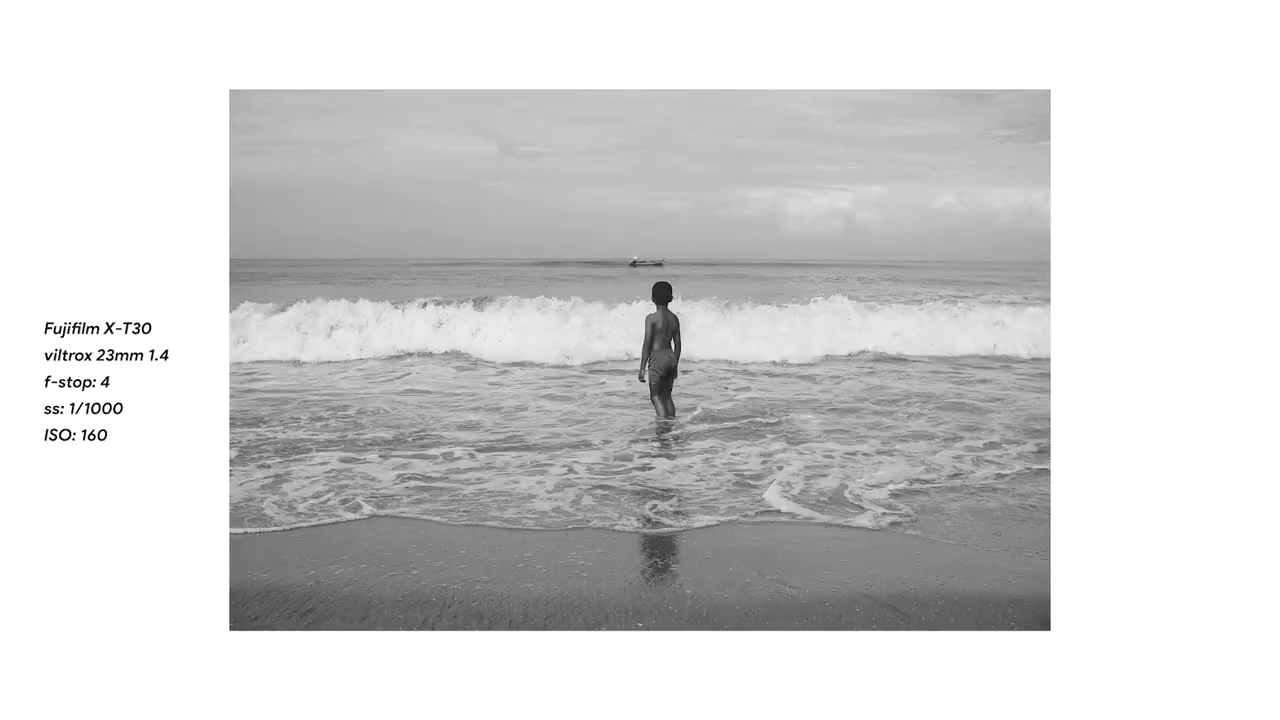 Fujifilm X-T30
viltrox 23mm 1.4
f-stop: 4
ss: 1/1000
ISO: 160